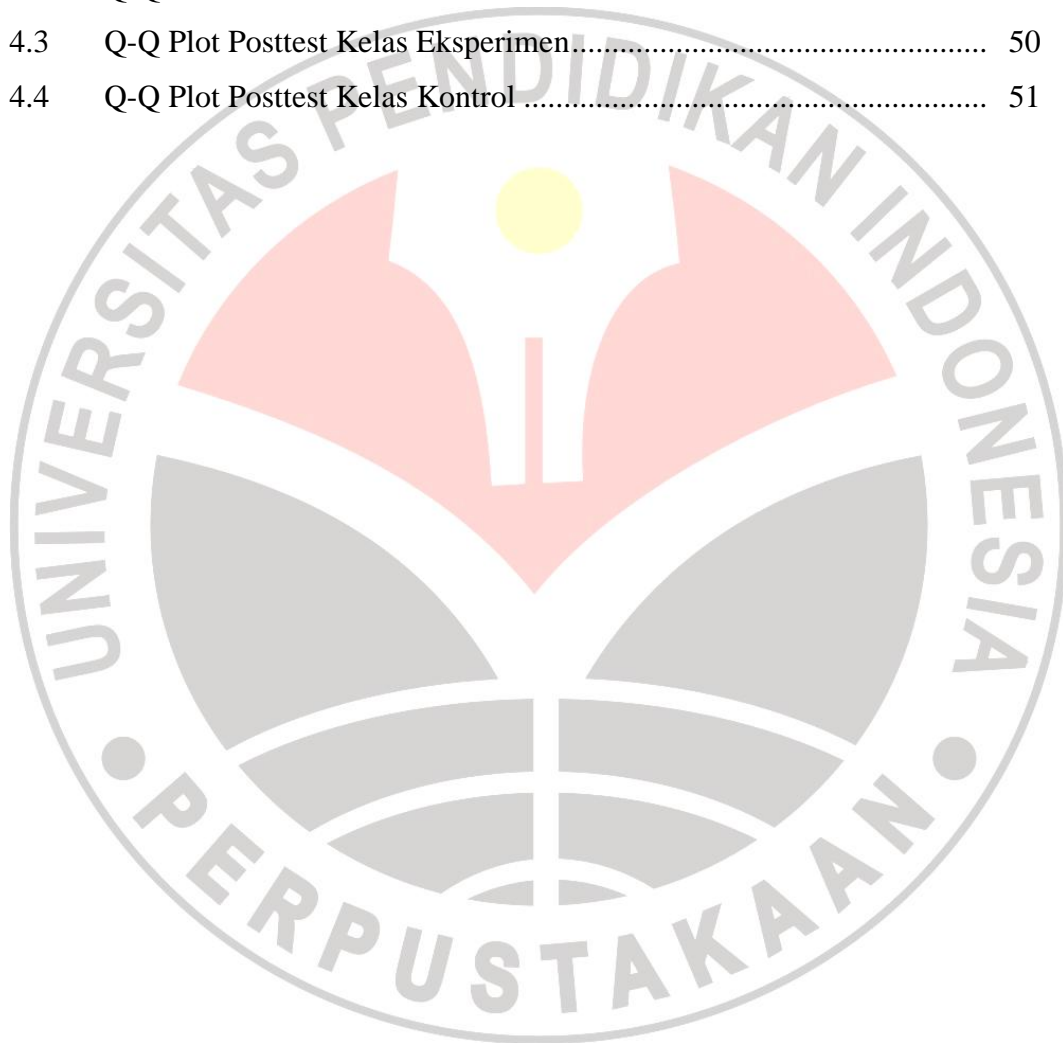 4.3 Q-Q Plot Posttest Kelas Eksperimen.................................................... 50
4.4 Q-Q Plot Posttest Kelas Kontrol .......................................................... 51
UNIVERSITAS PENDIDIKAN INDONESIA
PERPUSTAKAAN